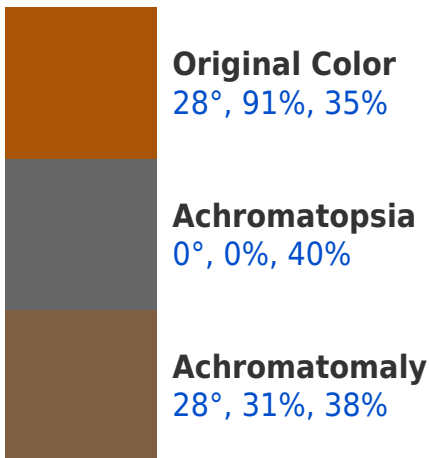 Original Color
28°, 91%, 35%
Achromatopsia
0°, 0%, 40%
Achromatomaly
28°, 31%, 38%